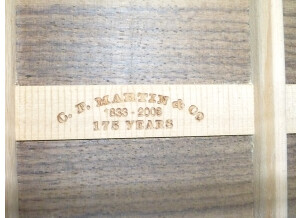 C. F. MARTIN & CO
1833 - 2008
175 YEARS